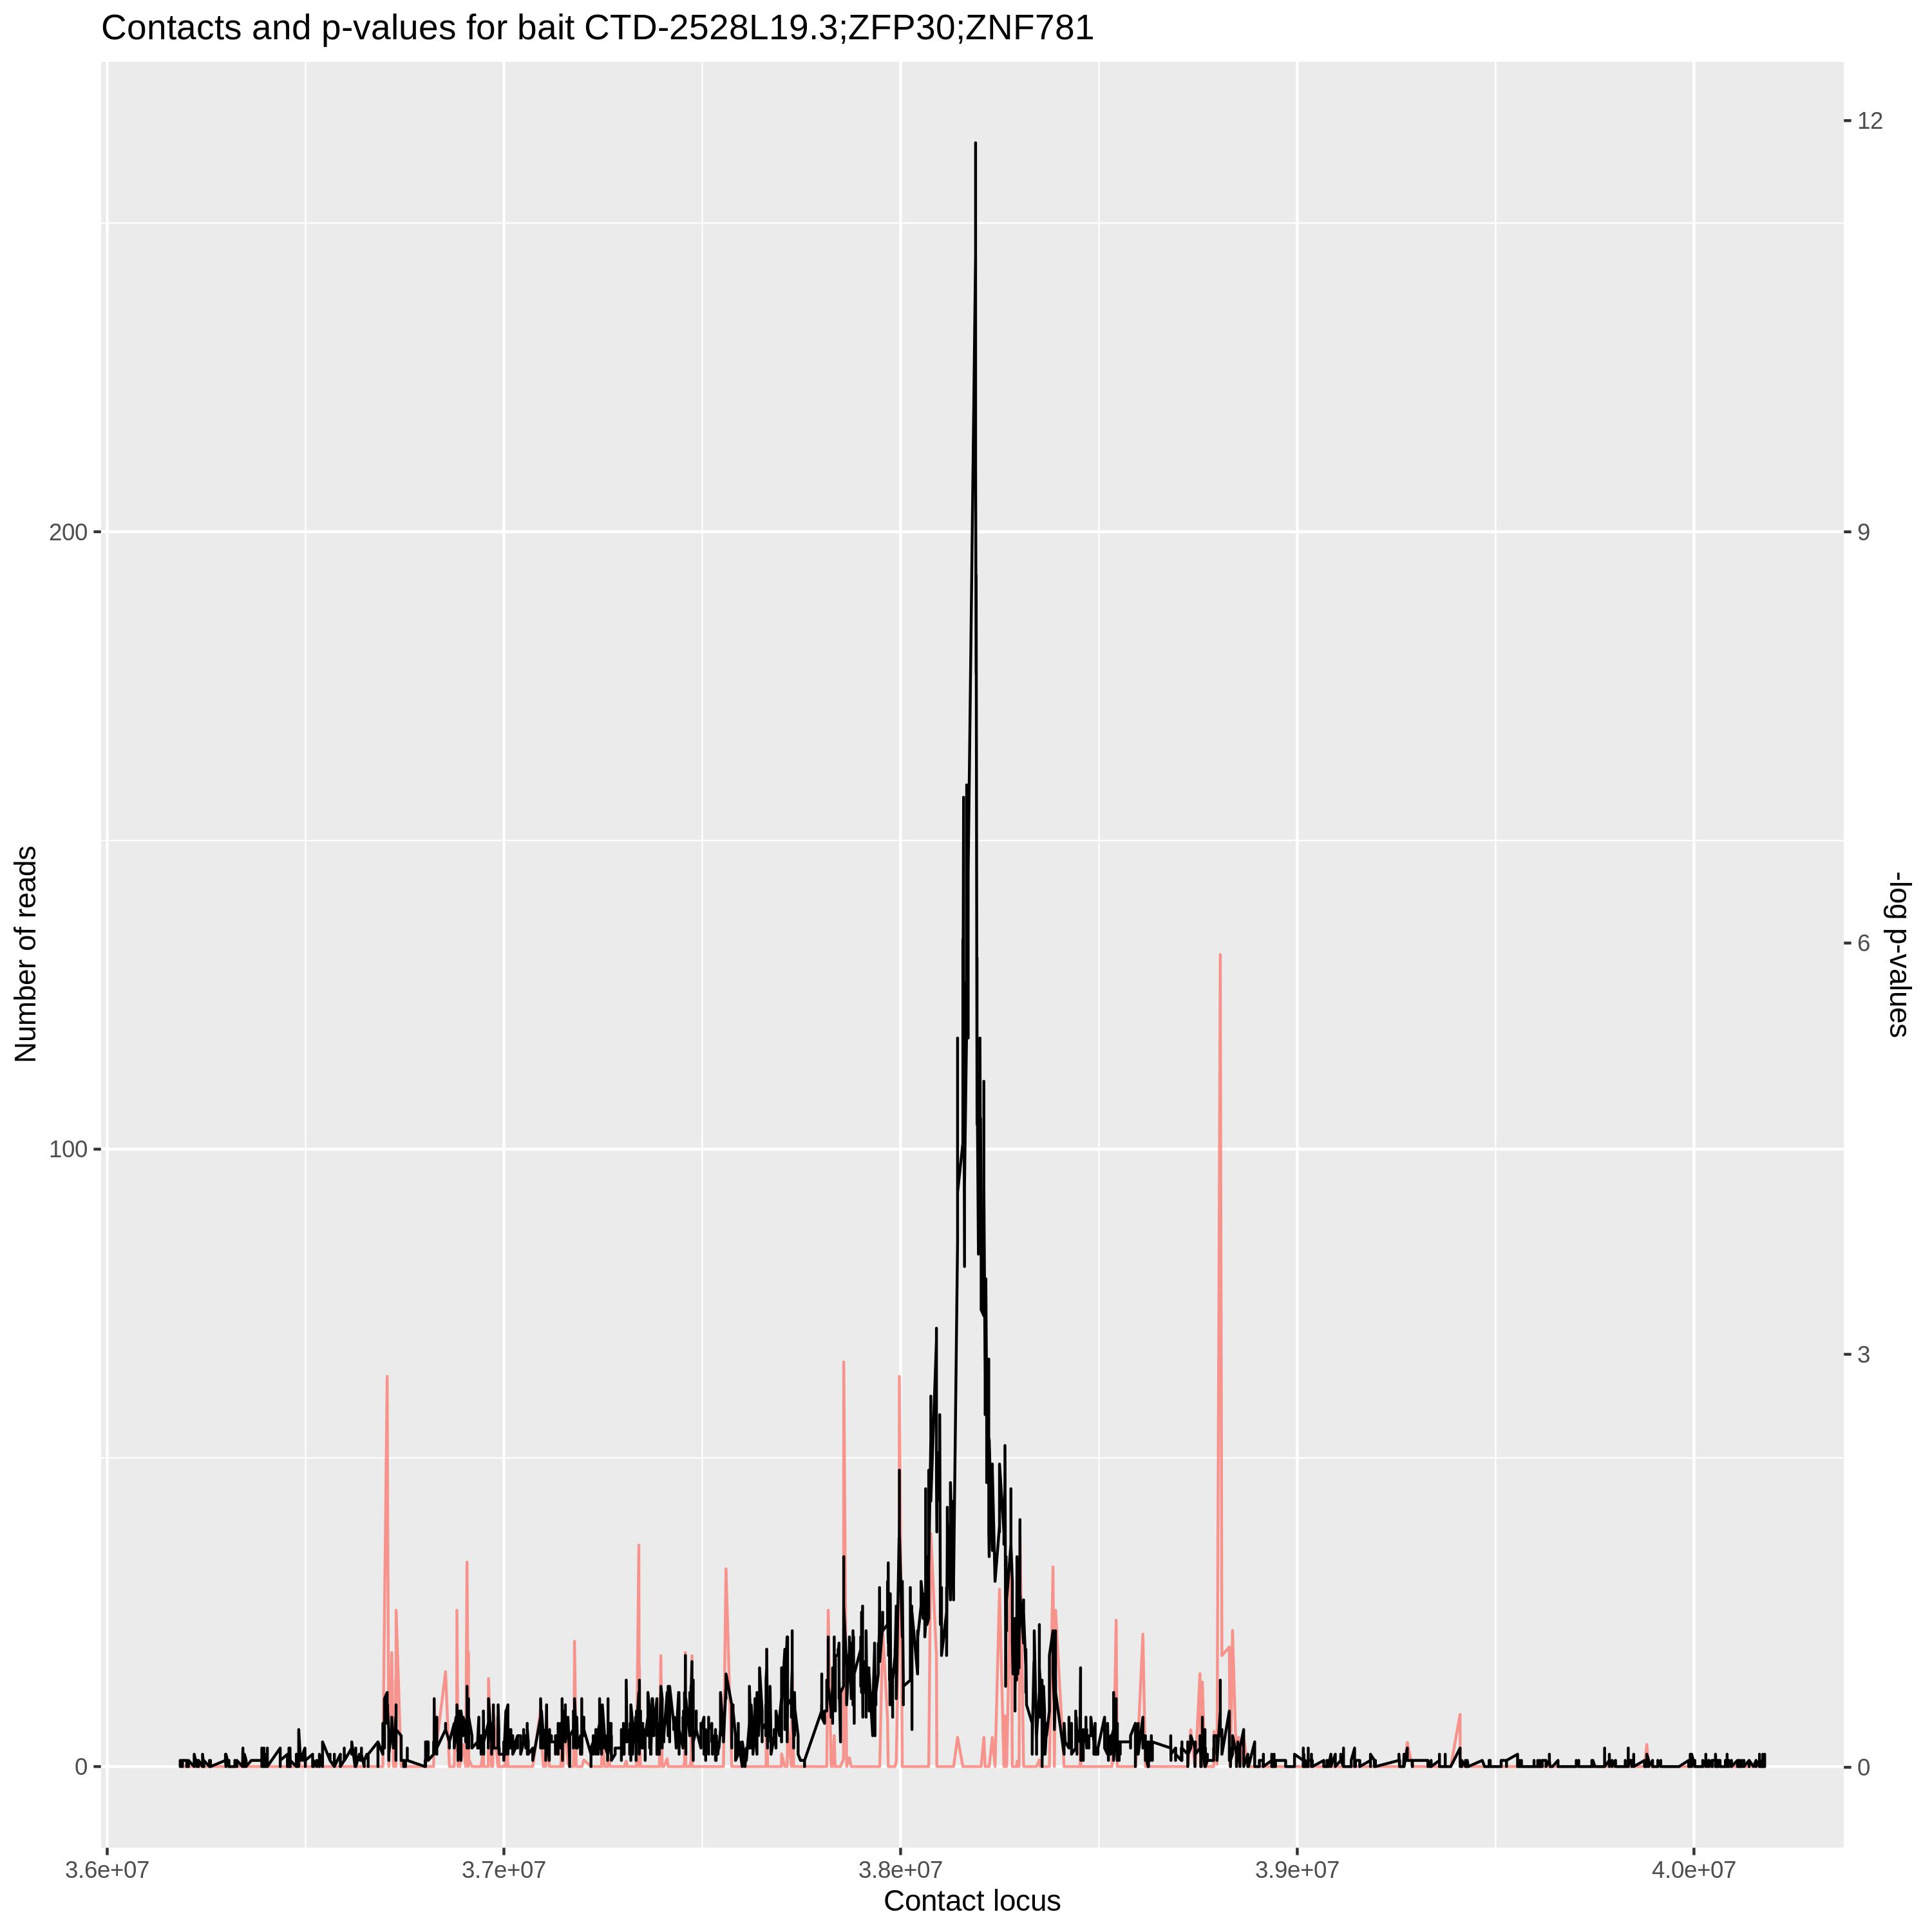 Contacts and p-values for bait CTD-2528L19.3;ZFP30;ZNF781
Number of reads
200
100
0
12
9
6
3
0
-log p-values
3.6e+07
3.7e+07
3.8e+07
3.9e+07
4.0e+07
Contact locus